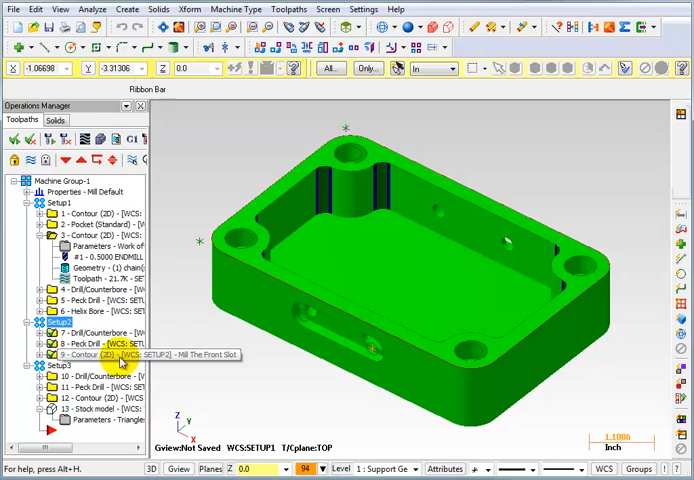 File Edit View Analyze Create Solids Xform Machine Type Toolpaths Screen Settings Help
X -1.06698 Y -3.31306 Z 0.0 All... Only... In
Ribbon Bar
Operations Manager
Toolpaths Solids
G1
Machine Group-1
Properties - Mill Default
Setup1
1 - Contour (2D) - [WCS:
2 - Pocket (Standard) - [WC
3 - Contour (2D) - [WCS:
Parameters - Work of
#1 - 0.5000 ENDMILL
Geometry - (1) chain(
Toolpath - 21.7K - SE
4 - Drill/Counterbore - [W
5 - Peck Drill - [WCS: SETU
6 - Helix Bore - [WCS: SETU
Setup2
7 - Drill/Counterbore - [W
8 - Peck Drill - [WCS: SETU
9 - Contour (2D) - [WCS: SETUP2] - Mill The Front Slot
Setup3
10 - Drill/Counterbore - [W
11 - Peck Drill - [WCS: SET
12 - Contour (2D) - [WCS:
13 - Stock model - [WCS:
Parameters - Triangle
Z
Y
X
Gview:Not Saved WCS:SETUP1 T/Cplane:TOP
1.1806
Inch
For help, press Alt+H. 3D Gview Planes Z 0.0 94 Level 1 : Support Ge Attributes WCS Groups